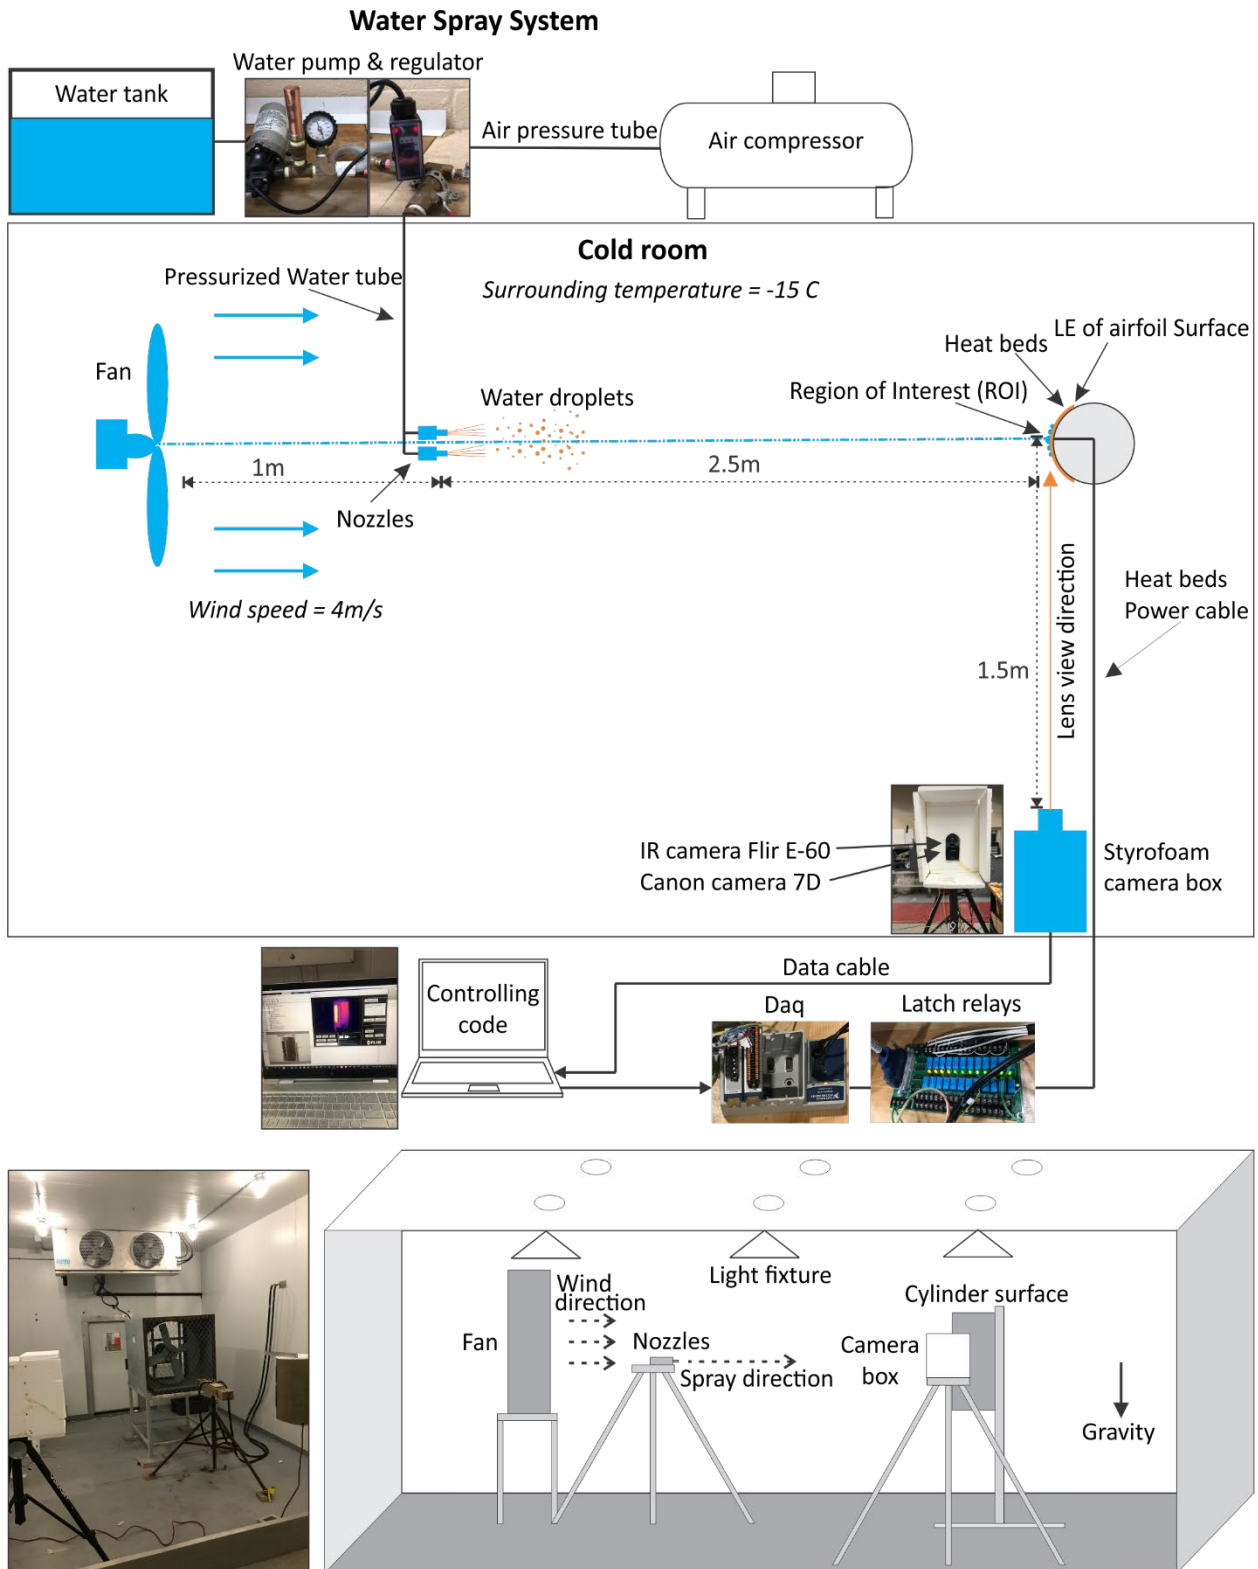 Water Spray System
Water pump & regulator
Water tank
Air pressure tube
Air compressor
Cold room
Pressurized Water tube
Surrounding temperature = -15 C
LE of airfoil Surface
Heat beds
Fan
Region of Interest (ROI)
Water droplets
1m
2.5m
Nozzles
Wind speed = 4m/s
Lens view direction
Heat beds
Power cable
1.5m
IR camera Flir E-60
Canon camera 7D
Styrofoam
camera box
Data cable
Controlling
code
Daq
Latch relays
Light fixture
Wind
direction
Cylinder surface
Fan
Nozzles
Camera
box
Spray direction
Gravity